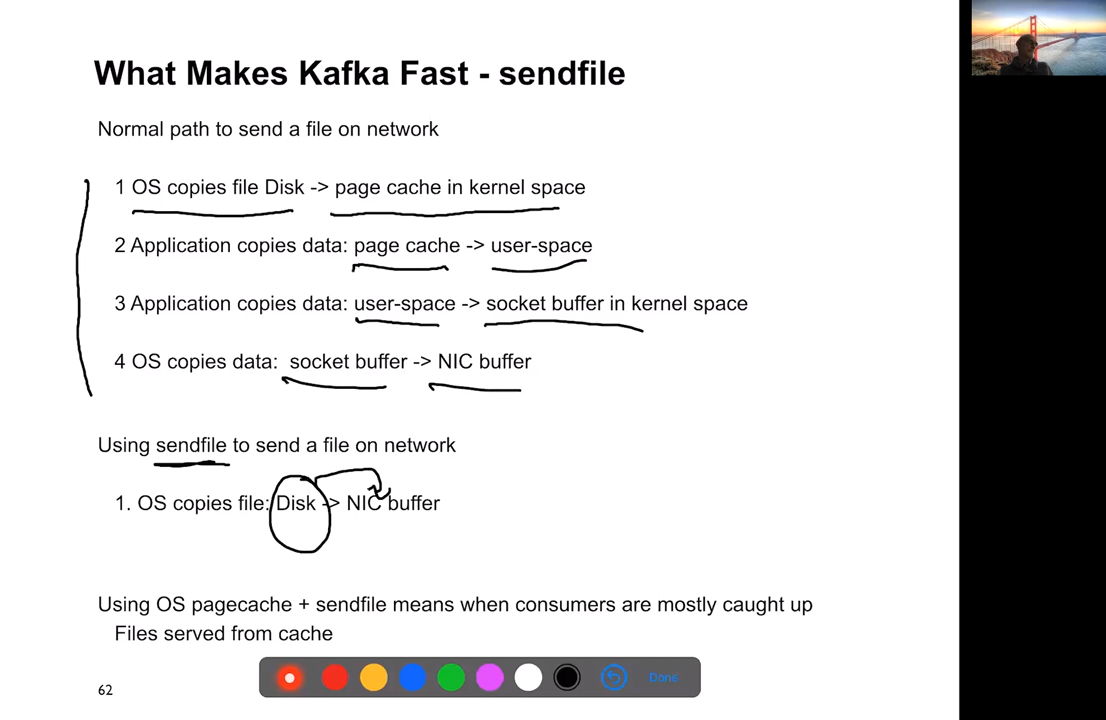 What Makes Kafka Fast - sendfile
Normal path to send a file on network
1 OS copies file Disk -> page cache in kernel space
2 Application copies data: page cache -> user-space
3 Application copies data: user-space -> socket buffer in kernel space
4 OS copies data: socket buffer -> NIC buffer
Using sendfile to send a file on network
1. OS copies file: Disk -> NIC buffer
Using OS pagecache + sendfile means when consumers are mostly caught up
Files served from cache
Done
62